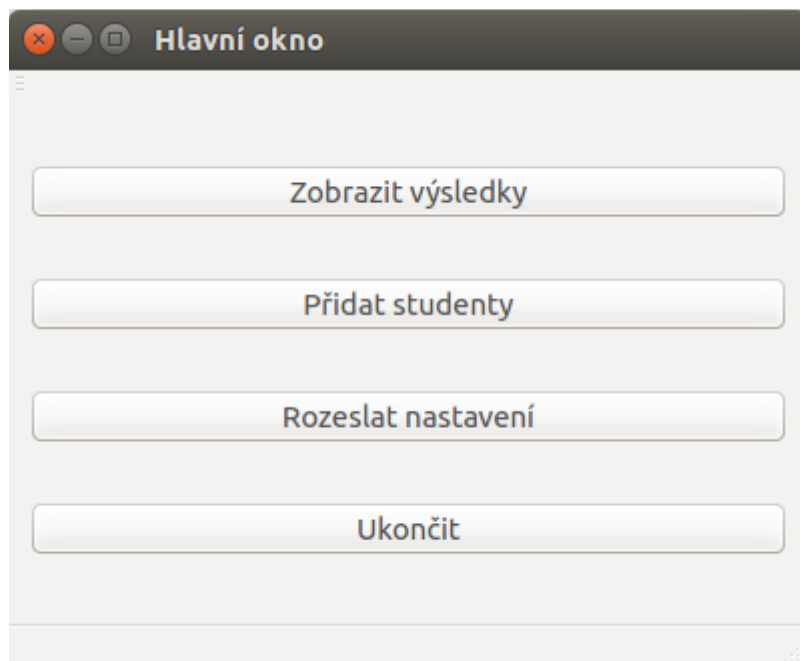 Hlavní okno
Zobrazit výsledky
Přidat studenty
Rozeslat nastavení
Ukončit